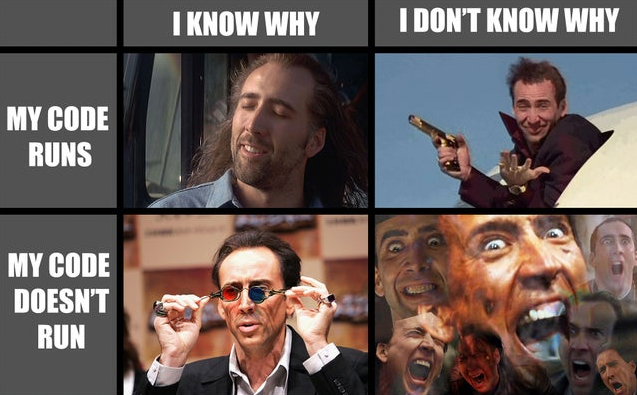 I KNOW WHY
I DON'T KNOW WHY
MY CODE
RUNS
MY CODE
DOESN'T
RUN